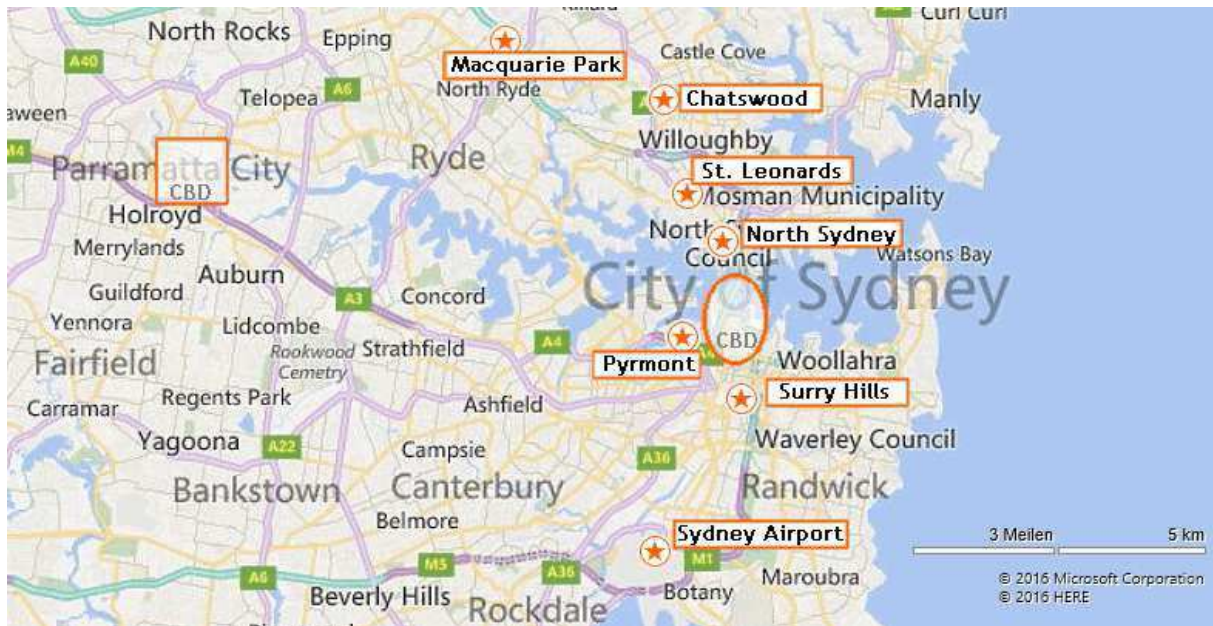 Curl Curl
North Rocks
Epping
Castle Cove
A40
Macquarie Park
Telopea
A6
North Ryde
Chatswood
Manly
Willoughby
M4
Parramatta City
CBD
Ryde
St. Leonards
Mosman Municipality
Holroyd
North Sydney
Council
Merrylands
Watsons Bay
Auburn
City of Sydney
Guildford
A3
Concord
Yennora
Lidcombe
CBD
Rookwood
Cemetery
Strathfield
A4
Fairfield
Pyrmont
Woollahra
Regents Park
Surry Hills
Carramar
Ashfield
Yagoona
A22
Campsie
Waverley Council
A36
Bankstown
Canterbury
Randwick
Belmore
Sydney Airport
3 Meilen
5 km
M5
A36
M1
A6
Maroubra
© 2016 Microsoft Corporation
© 2016 HERE
Beverly Hills
Rockdale
Botany